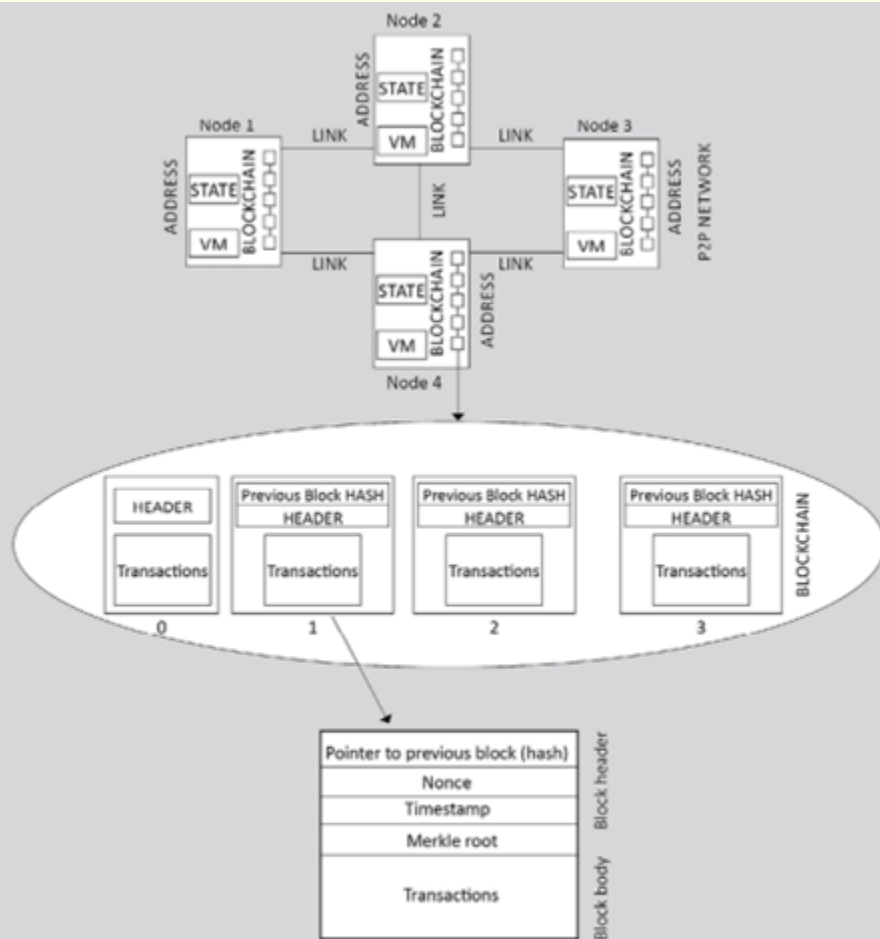 Node 2
ADDRESS
STATE
VM
BLOCKCHAIN
Node 1
ADDRESS
STATE
VM
BLOCKCHAIN
LINK
LINK
Node 3
STATE
VM
BLOCKCHAIN
ADDRESS
P2P NETWORK
LINK
LINK
LINK
STATE
VM
BLOCKCHAIN
ADDRESS
Node 4
HEADER
Transactions
0
Previous Block HASH
HEADER
Transactions
1
Previous Block HASH
HEADER
Transactions
2
Previous Block HASH
HEADER
Transactions
3
BLOCKCHAIN
Pointer to previous block (hash)
Nonce
Timestamp
Merkle root
Block header
Transactions
Block body